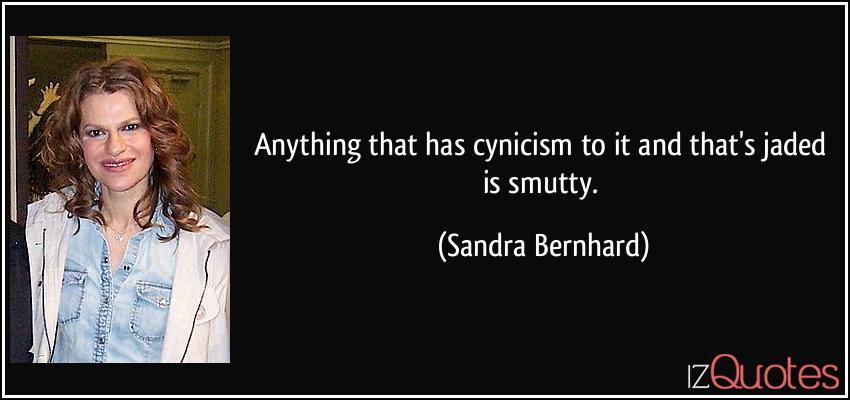 Anything that has cynicism to it and that's jaded
is smutty.
(Sandra Bernhard)
IZQuotes